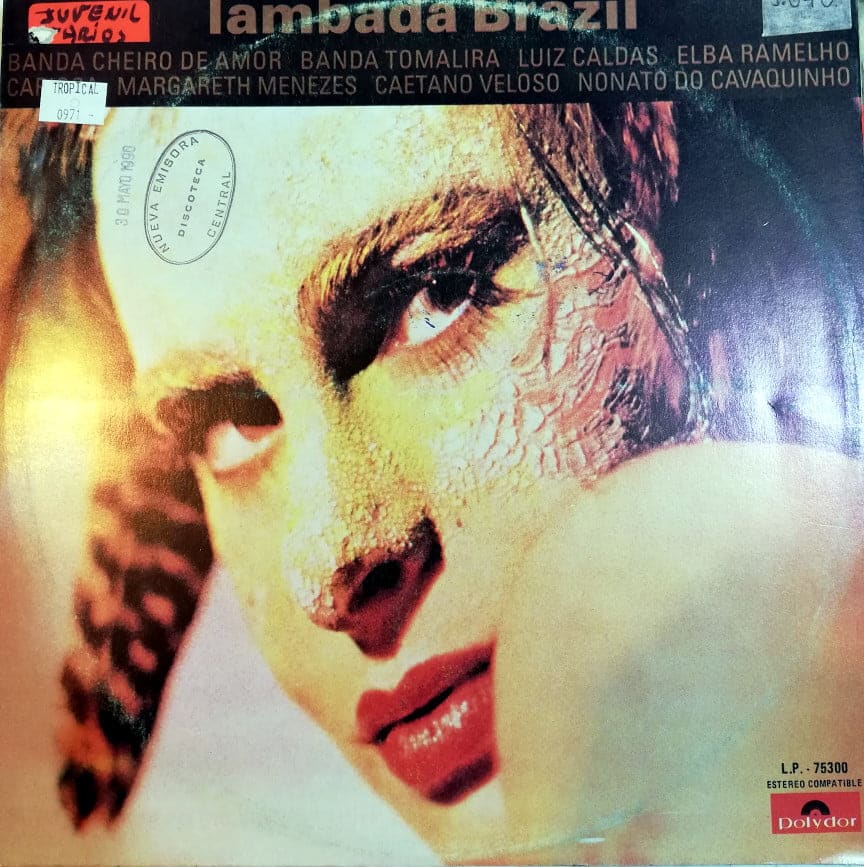 lambada Brazil
JUVENIL
VARIOS
BANDA CHEIRO DE AMOR BANDA TOMALIRA LUIZ CALDAS ELBA RAMELHO
MARGARETH MENEZES CAETANO VELOSO NONATO DO CAVAQUINHO
TROPICAL
0971 -
30 MAYO 1990
NUEVA EMISORA
DISCOTECA
CENTRAL
L.P. - 75300
ESTEREO COMPATIBLE
Polydor